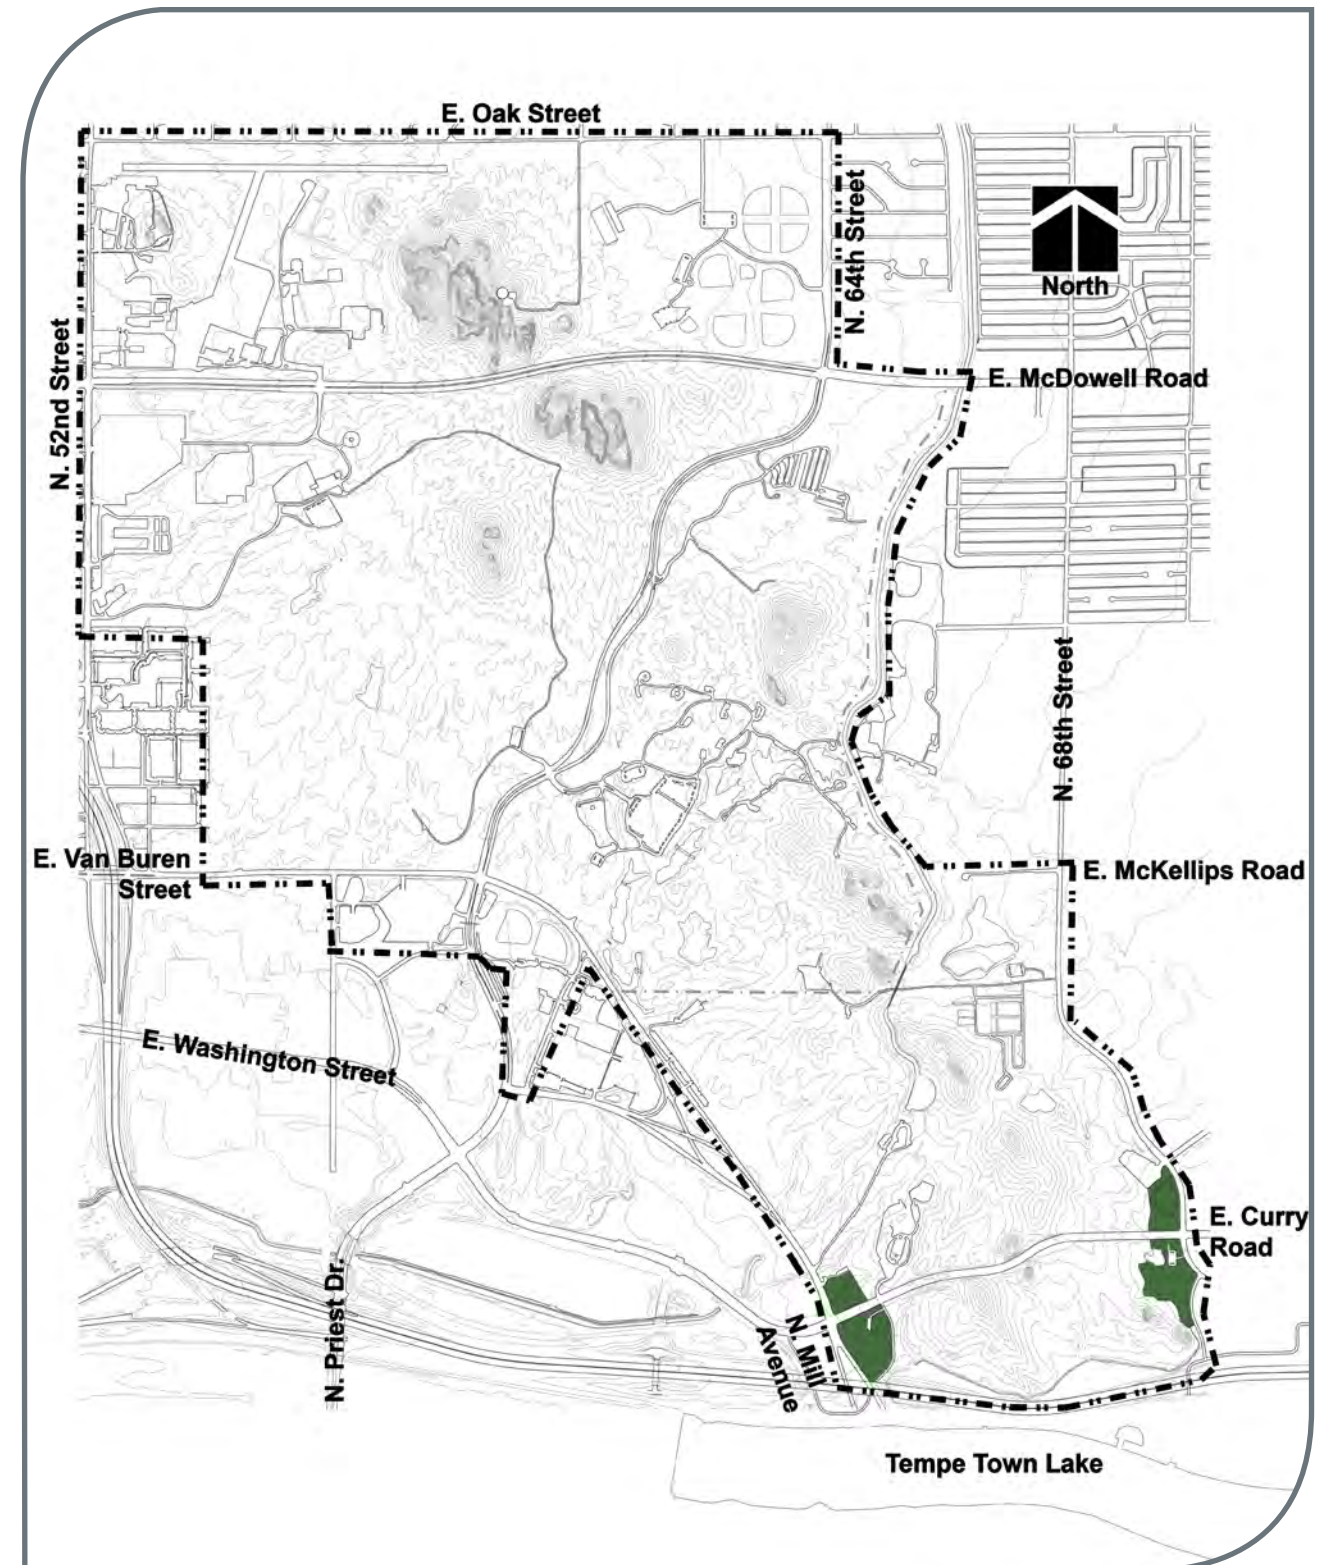 E. Oak Street
N. 64th Street
North
N. 52nd Street
E. McDowell Road
N. 68th Street
E. Van Buren
Street
E. McKellips Road
E. Washington Street
E. Curry
Road
N. Priest Dr.
N. Mill
Avenue
Tempe Town Lake